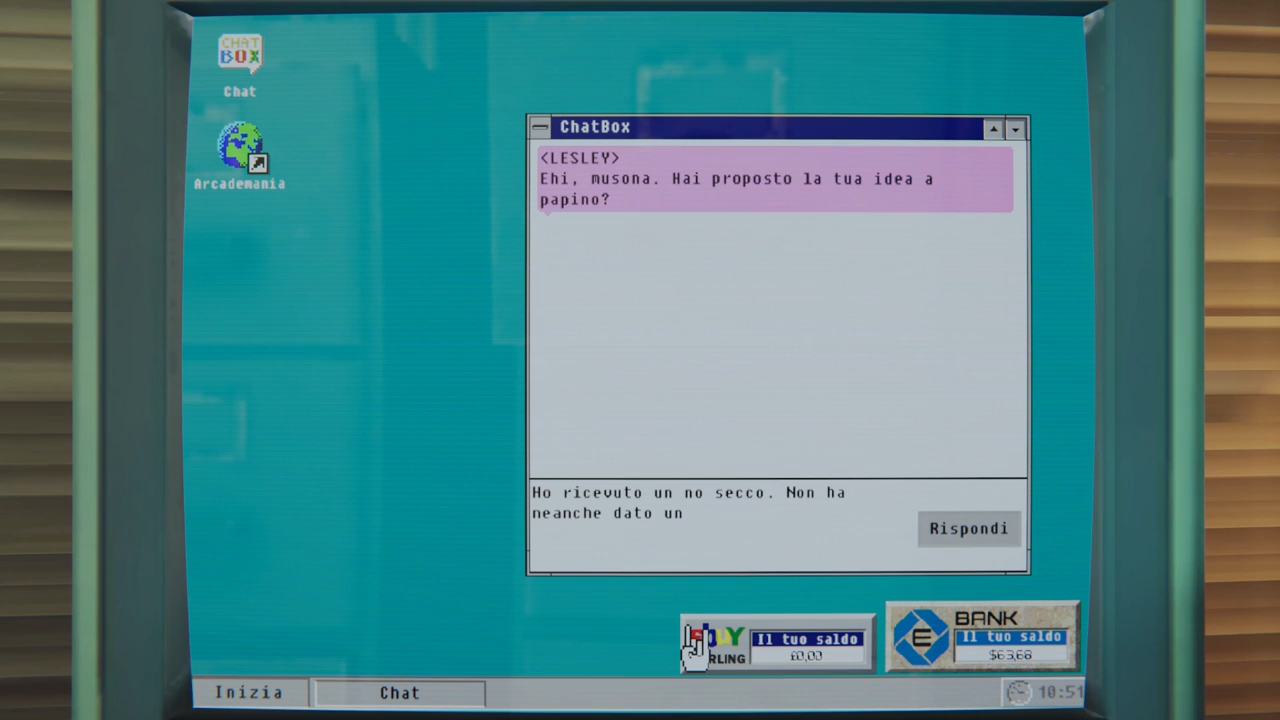 CHAT
BOX
Chat
Arcademania
ChatBox
<LESLEY>
Ehi, musona. Hai proposto la tua idea a
papino?
Ho ricevuto un no secco. Non ha
neanche dato un
Rispondi
Il tuo saldo
£0,00
E
BANK
Il tuo saldo
$63,68
Inizia
Chat
10:51